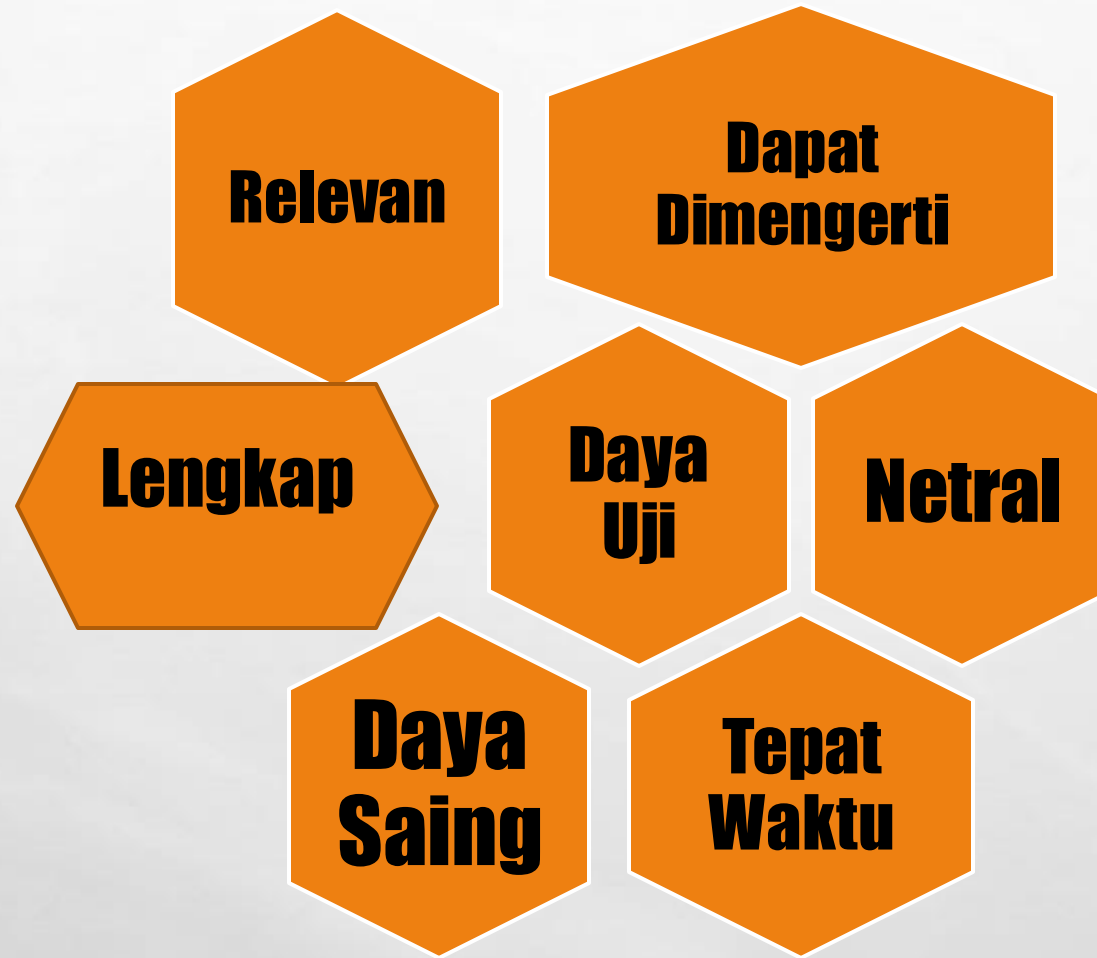 Relevan
Dapat
Dimengerti
Lengkap
Daya
Uji
Netral
Daya
Saing
Tepat
Waktu